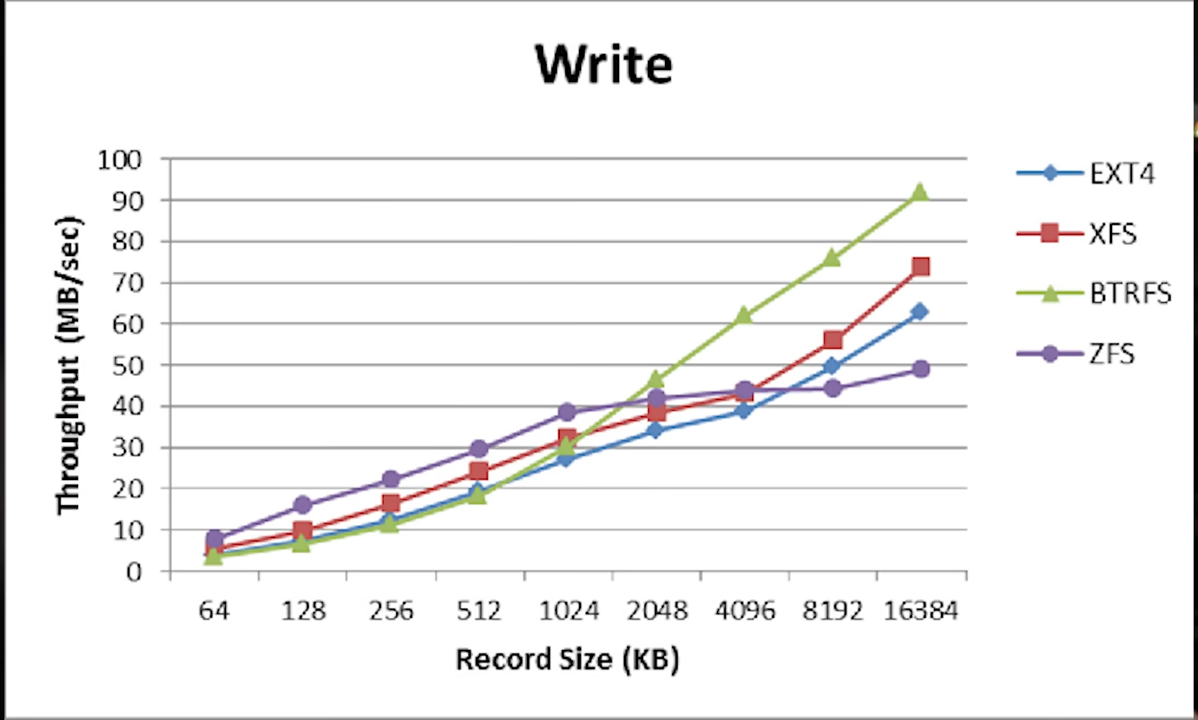 Write
100
90
80
70
60
50
40
30
20
10
0
Throughput (MB/sec)
64 128 256 512 1024 2048 4096 8192 16384
Record Size (KB)
EXT4
XFS
BTRFS
ZFS